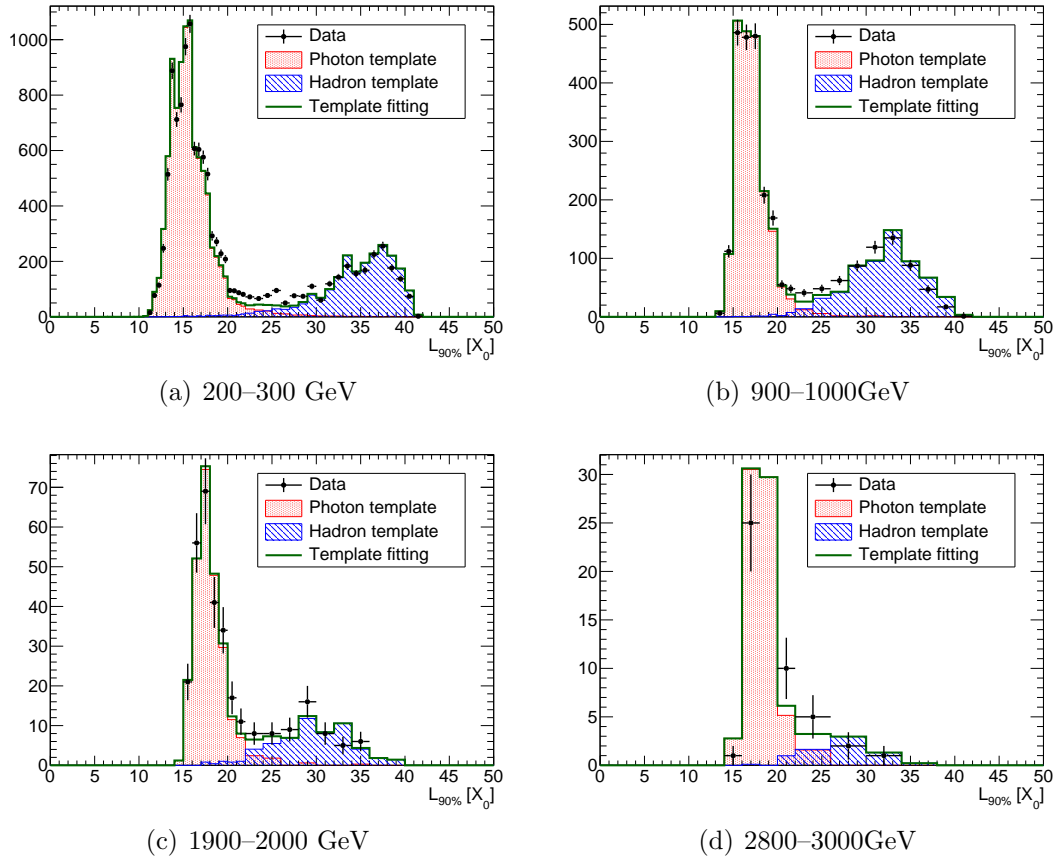 1000
800
600
400
200
0
Data
Photon template
Hadron template
Template fitting
0 5 10 15 20 25 30 35 40 45 50
L90% [X0]
(a) 200–300 GeV
500
400
300
200
100
0
Data
Photon template
Hadron template
Template fitting
0 5 10 15 20 25 30 35 40 45 50
L90% [X0]
(b) 900–1000GeV
70
60
50
40
30
20
10
0
Data
Photon template
Hadron template
Template fitting
0 5 10 15 20 25 30 35 40 45 50
L90% [X0]
(c) 1900–2000 GeV
30
25
20
15
10
5
0
Data
Photon template
Hadron template
Template fitting
0 5 10 15 20 25 30 35 40 45 50
L90% [X0]
(d) 2800–3000GeV